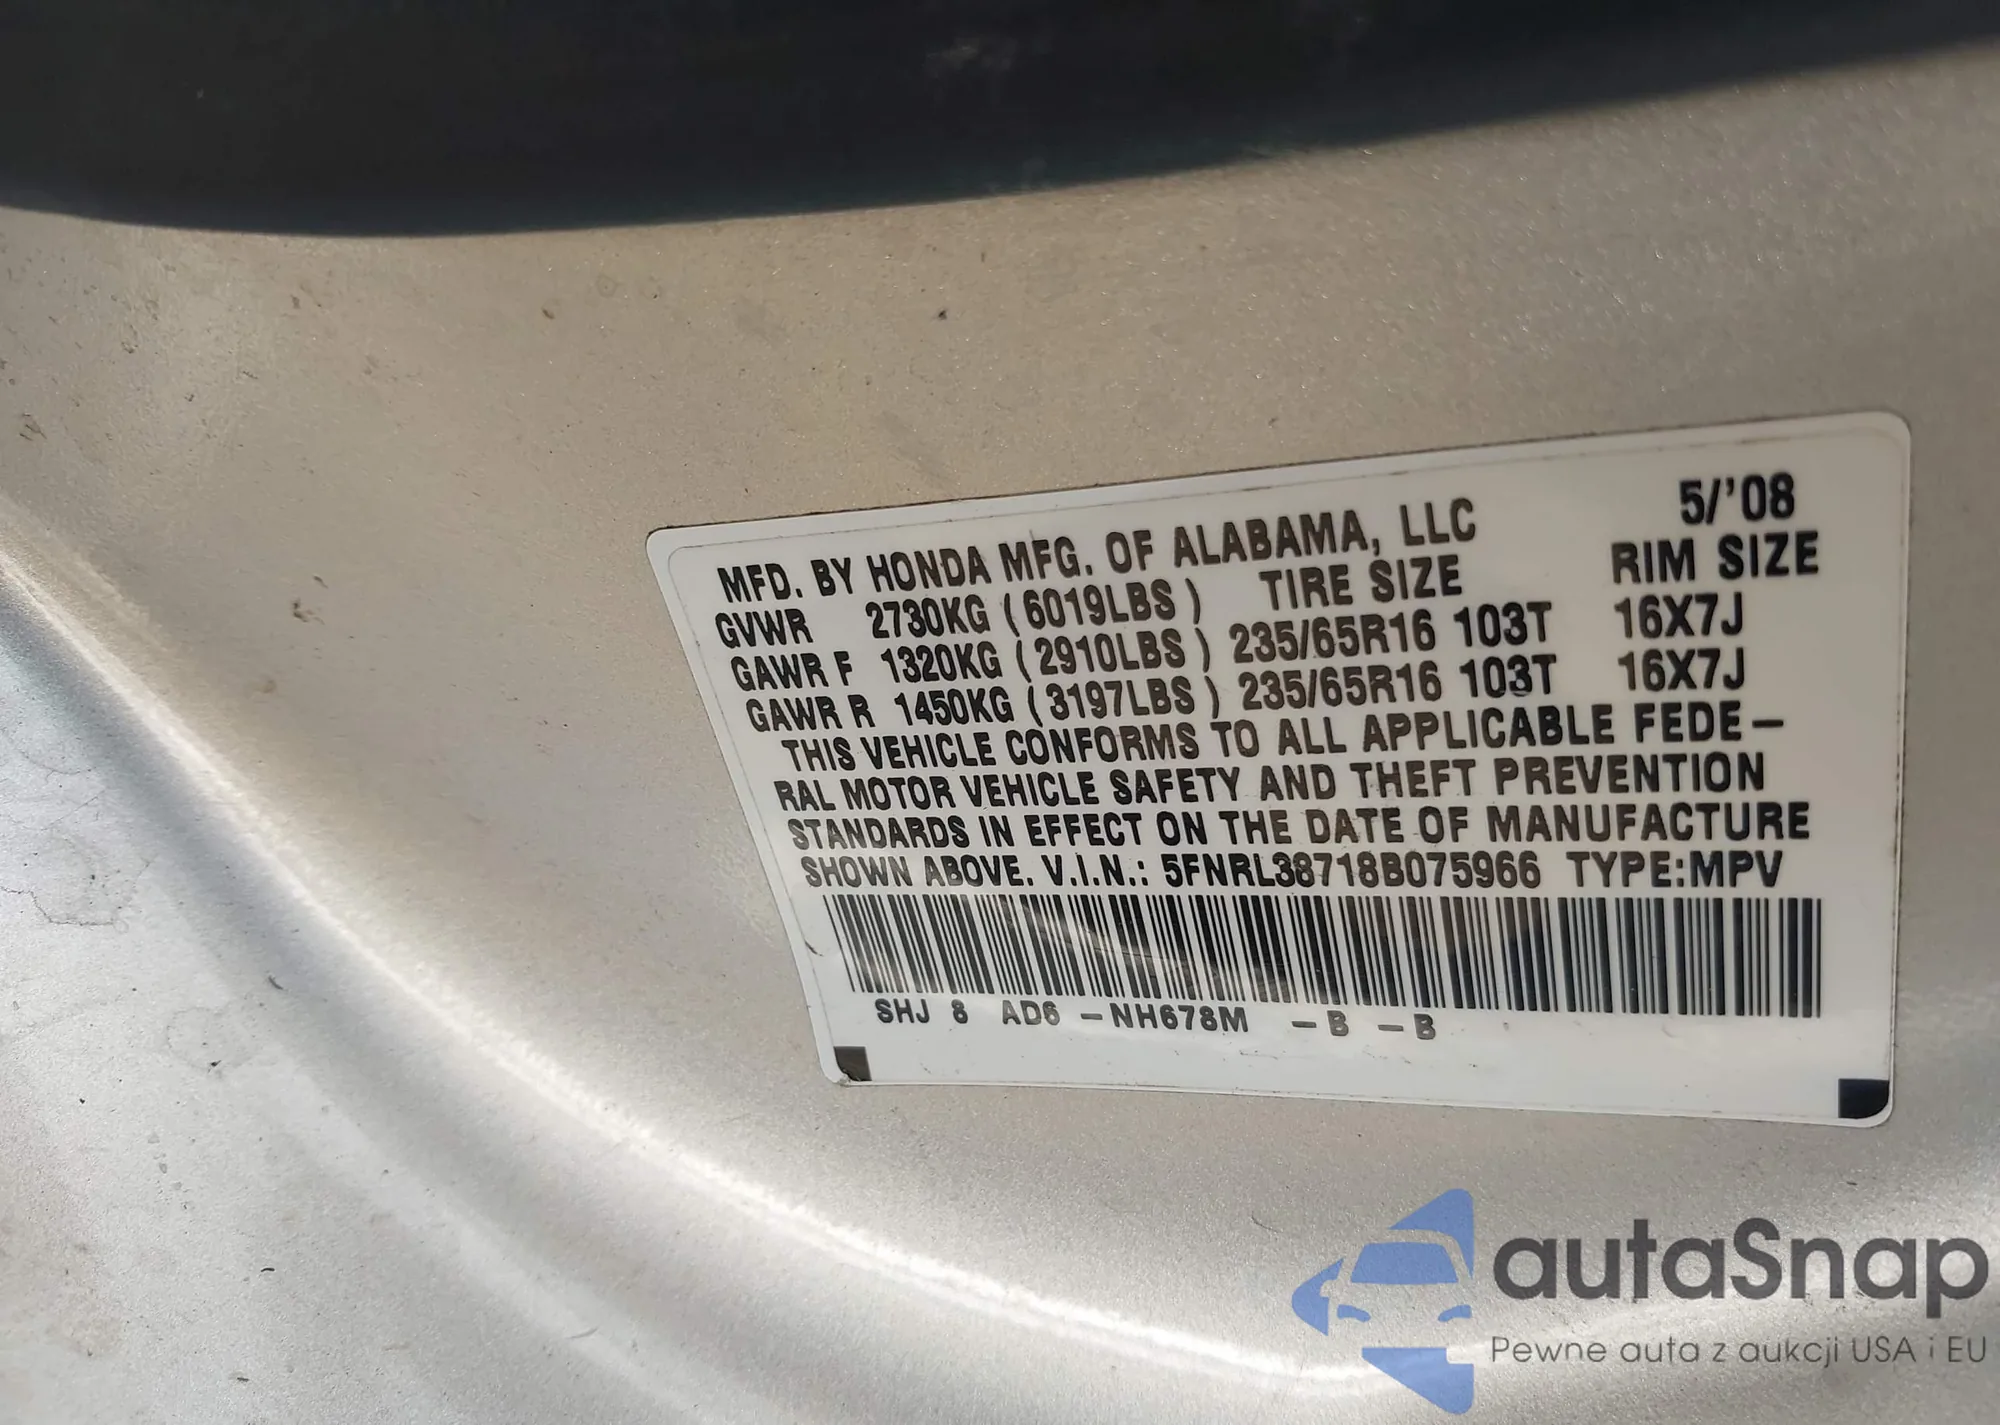 5/'08
MFD. BY HONDA MFG. OF ALABAMA, LLC
RIM SIZE
GVWR 2730KG (6019LBS) TIRE SIZE
GAWR F 1320KG (2910LBS) 235/65R16 103T 16X7J
GAWR R 1450KG (3197LBS) 235/65R16 103T 16X7J
THIS VEHICLE CONFORMS TO ALL APPLICABLE FEDE-
RAL MOTOR VEHICLE SAFETY AND THEFT PREVENTION
STANDARDS IN EFFECT ON THE DATE OF MANUFACTURE
SHOWN ABOVE. V.I.N.: 5FNRL38718B075966 TYPE:MPV
SHJ 8 AD6 -NH678M -B -B
autaSnap
Pewne auta z aukcji USA i EU